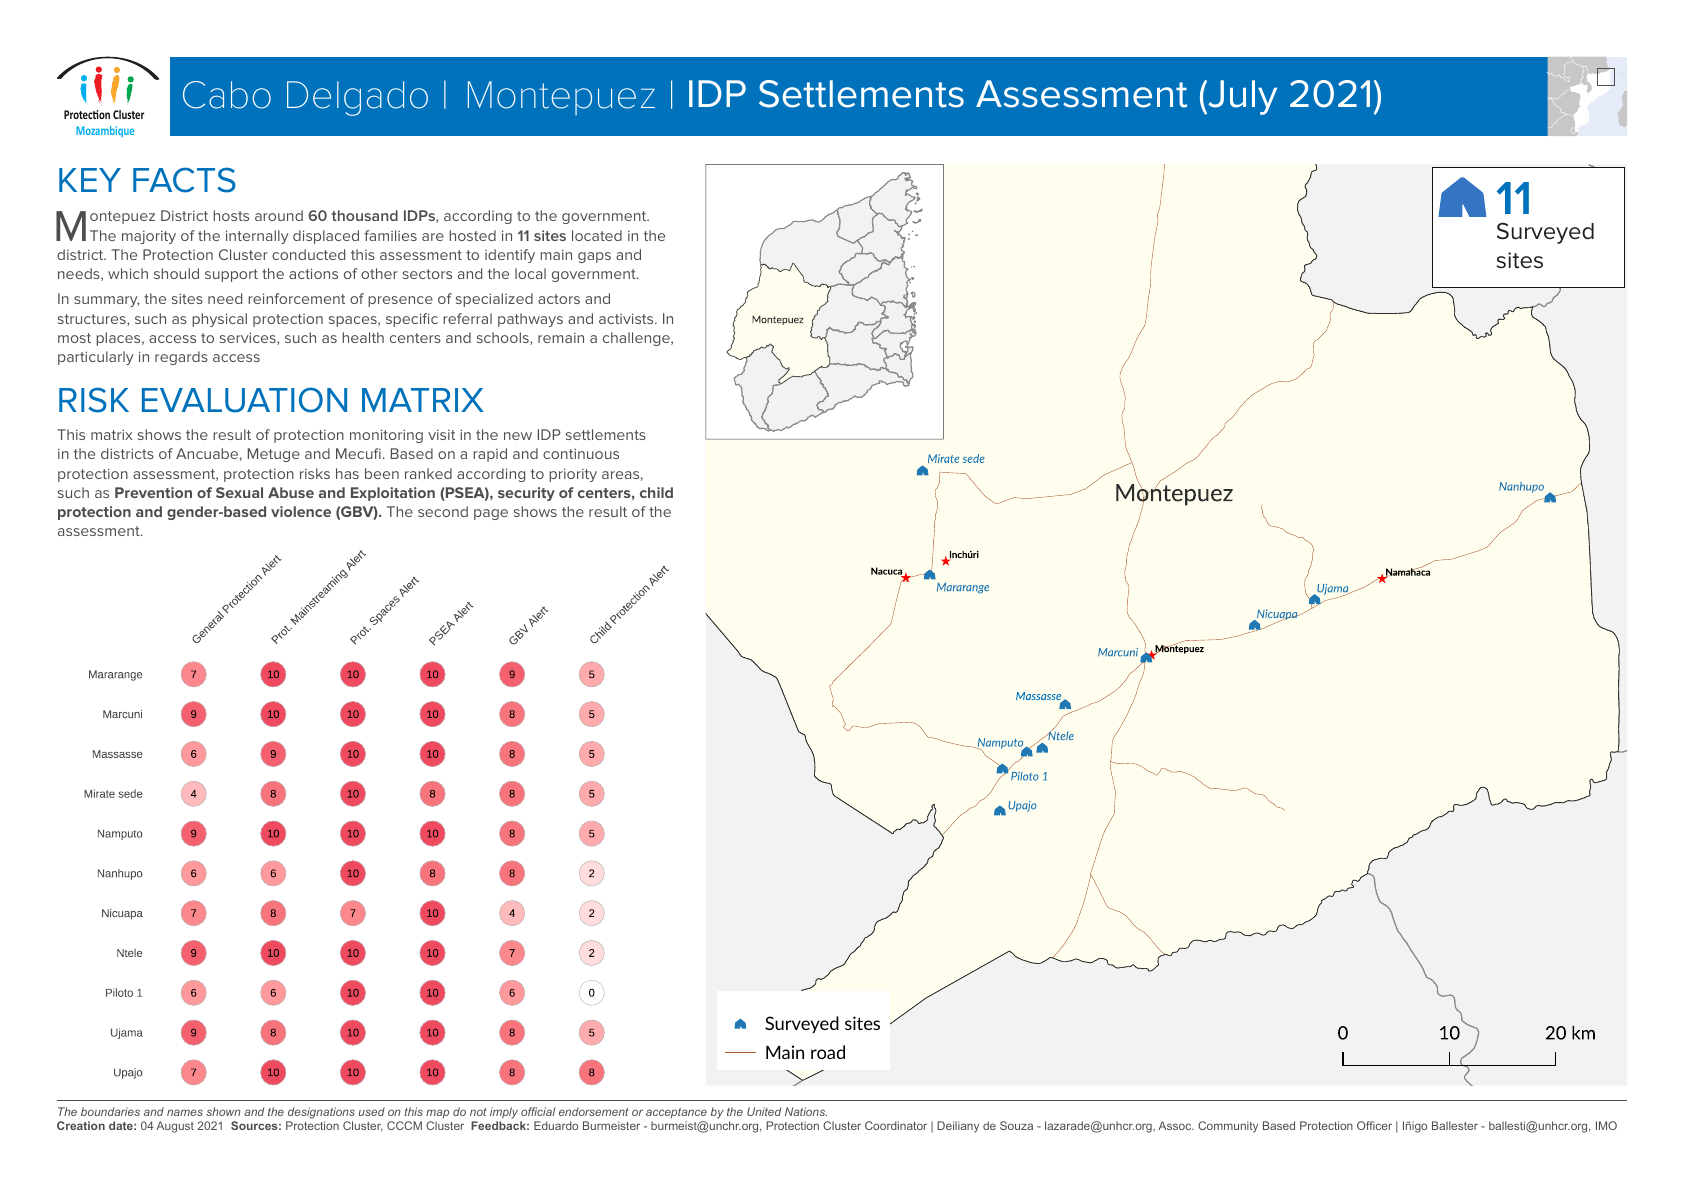 Protection Cluster
Mozambique
Cabo Delgado | Montepuez | IDP Settlements Assessment (July 2021)
KEY FACTS
Montepuez District hosts around 60 thousand IDPs, according to the government.
The majority of the internally displaced families are hosted in 11 sites located in the
district. The Protection Cluster conducted this assessment to identify main gaps and
needs, which should support the actions of other sectors and the local government.
In summary, the sites need reinforcement of presence of specialized actors and
structures, such as physical protection spaces, specific referral pathways and activists. In
most places, access to services, such as health centers and schools, remain a challenge,
particularly in regards access
RISK EVALUATION MATRIX
This matrix shows the result of protection monitoring visit in the new IDP settlements
in the districts of Ancuabe, Metuge and Mecufi. Based on a rapid and continuous
protection assessment, protection risks has been ranked according to priority areas,
such as Prevention of Sexual Abuse and Exploitation (PSEA), security of centers, child
protection and gender-based violence (GBV). The second page shows the result of the
assessment.
General Protection Alert
Prot. Mainstreaming Alert
Prot. Spaces Alert
PSEA Alert
GBV Alert
Child Protection Alert
Mararange 7 10 10 10 9 5
Marcuni 9 10 10 10 8 5
Massasse 6 9 10 10 8 5
Mirate sede 4 8 10 8 8 5
Namputo 9 10 10 10 8 5
Nanhupo 6 6 10 8 8 2
Nicuapa 7 8 7 10 4 2
Ntele 9 10 10 10 7 2
Piloto 1 6 6 10 10 6 0
Ujama 9 8 10 10 8 5
Upajo 7 10 10 10 8 8
Montepuez
11
Surveyed
sites
Mirate sede
Montepuez
Nanhupo
Inchúri
Nacuca
Mararange
Namahaca
Ujama
Nicuapa
Marcuni
Montepuez
Massasse
Ntele
Namputo
Piloto 1
Upajo
Surveyed sites
Main road
0 10 20 km
The boundaries and names shown and the designations used on this map do not imply official endorsement or acceptance by the United Nations.
Creation date: 04 August 2021 Sources: Protection Cluster, CCCM Cluster Feedback: Eduardo Burmeister - burmeist@unchr.org, Protection Cluster Coordinator | Deiliany de Souza - lazarade@unhcr.org, Assoc. Community Based Protection Officer | Iñigo Ballester - ballesti@unhcr.org, IMO